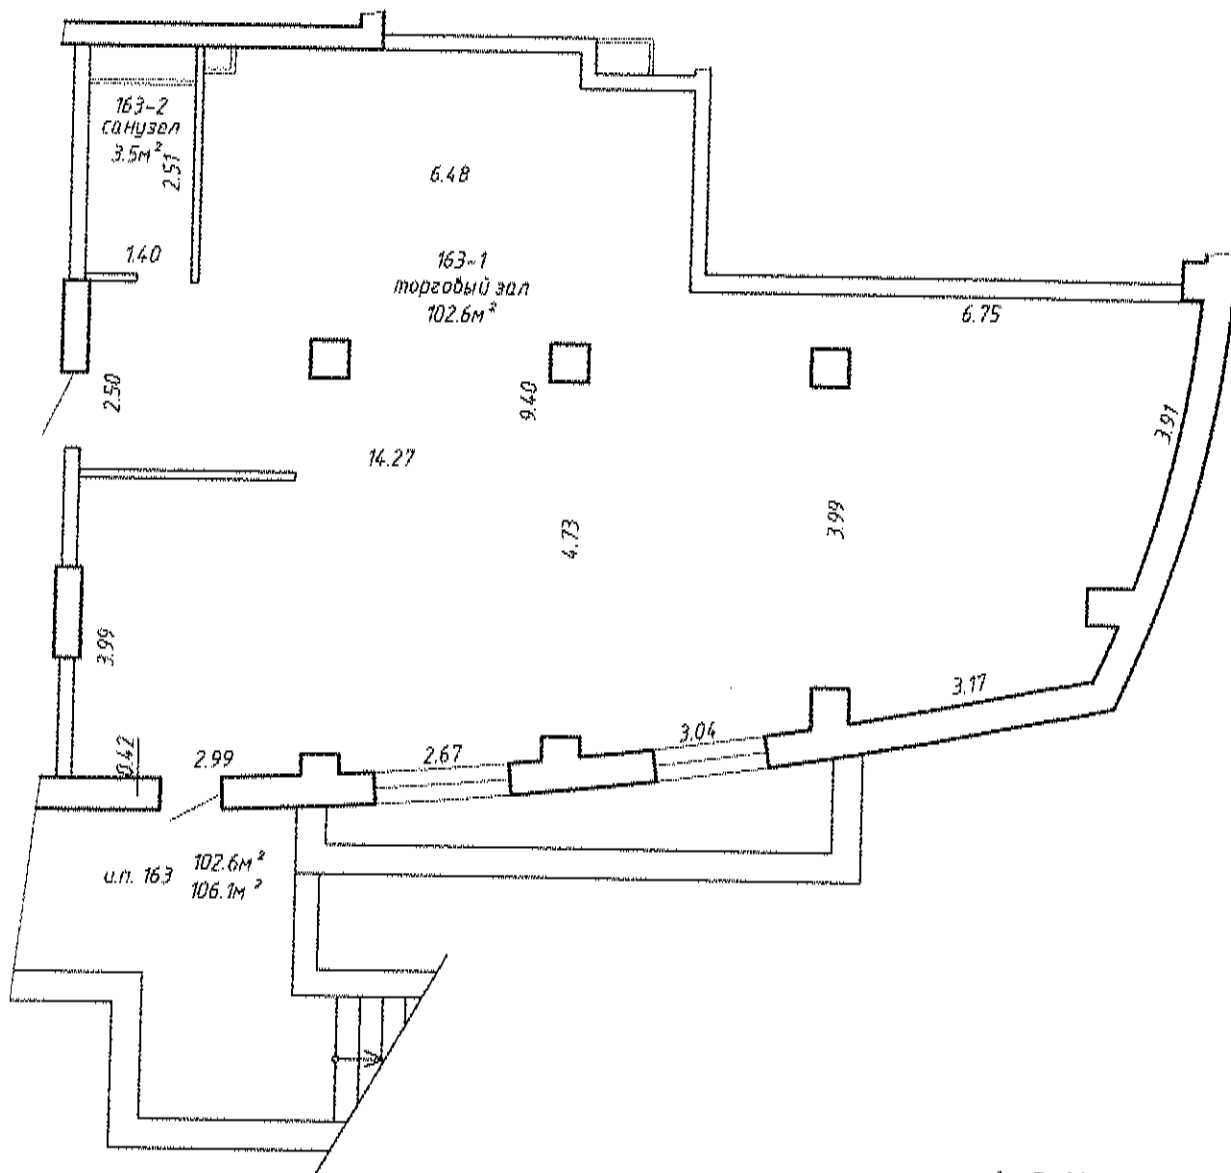 163-2
санузел
3.5м²
2.51
6.48
1.40
163-1
торговый зал
102.6м²
6.75
2.50
9.40
3.91
14.27
4.73
3.99
3.99
3.17
3.04
0.42
2.99
2.67
и.п. 163
102.6м²
106.1м²